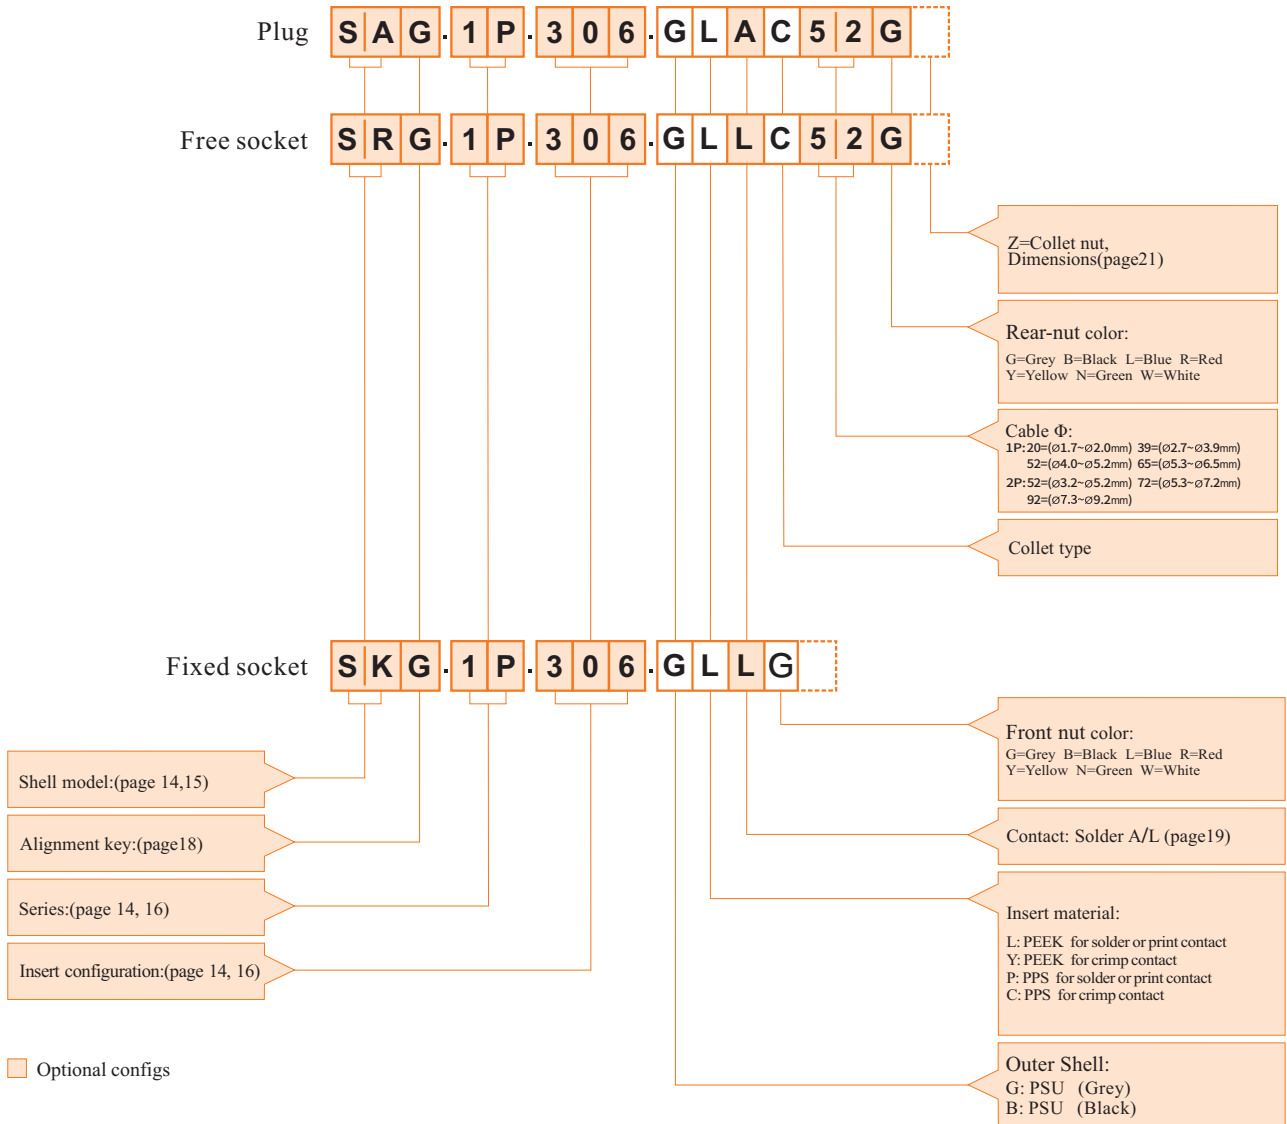 Plug SAG.1P.306.GLAC52G
Free socket SRG.1P.306.GLLC52G
Z=Collet nut,
Dimensions(page21)
Rear-nut color:
G=Grey B=Black L=Blue R=Red
Y=Yellow N=Green W=White
Cable Φ:
1P:20=(ø1.7~ø2.0mm) 39=(ø2.7~ø3.9mm)
52=(ø4.0~ø5.2mm) 65=(ø5.3~ø6.5mm)
2P:52=(ø3.2~ø5.2mm) 72=(ø5.3~ø7.2mm)
92=(ø7.3~ø9.2mm)
Collet type
Fixed socket SKG.1P.306.GLLG
Shell model:(page 14,15)
Alignment key:(page18)
Series:(page 14, 16)
Insert configuration:(page 14, 16)
Front nut color:
G=Grey B=Black L=Blue R=Red
Y=Yellow N=Green W=White
Contact: Solder A/L (page19)
Insert material:
L: PEEK for solder or print contact
Y: PEEK for crimp contact
P: PPS for solder or print contact
C: PPS for crimp contact
Outer Shell:
G: PSU (Grey)
B: PSU (Black)
Optional configs